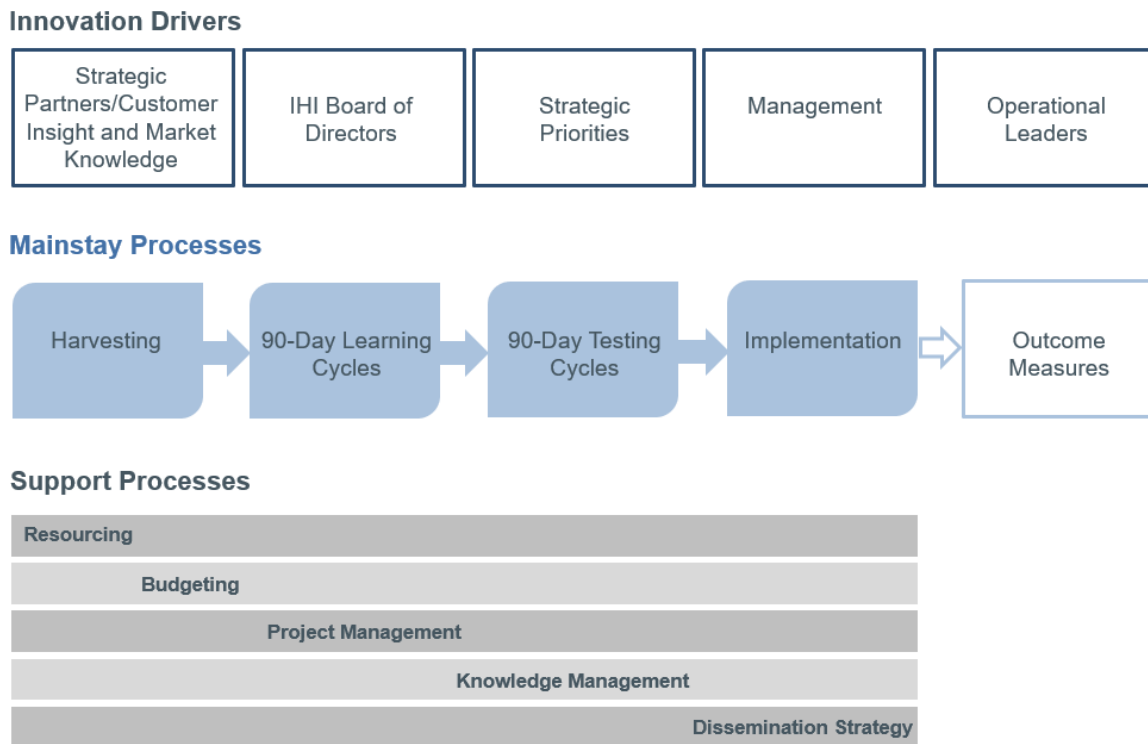 Innovation Drivers
Strategic
Partners/Customer
Insight and Market
Knowledge
IHI Board of
Directors
Strategic
Priorities
Management
Operational
Leaders
Mainstay Processes
Harvesting
90-Day Learning
Cycles
90-Day Testing
Cycles
Implementation
Outcome
Measures
Support Processes
Resourcing
Budgeting
Project Management
Knowledge Management
Dissemination Strategy